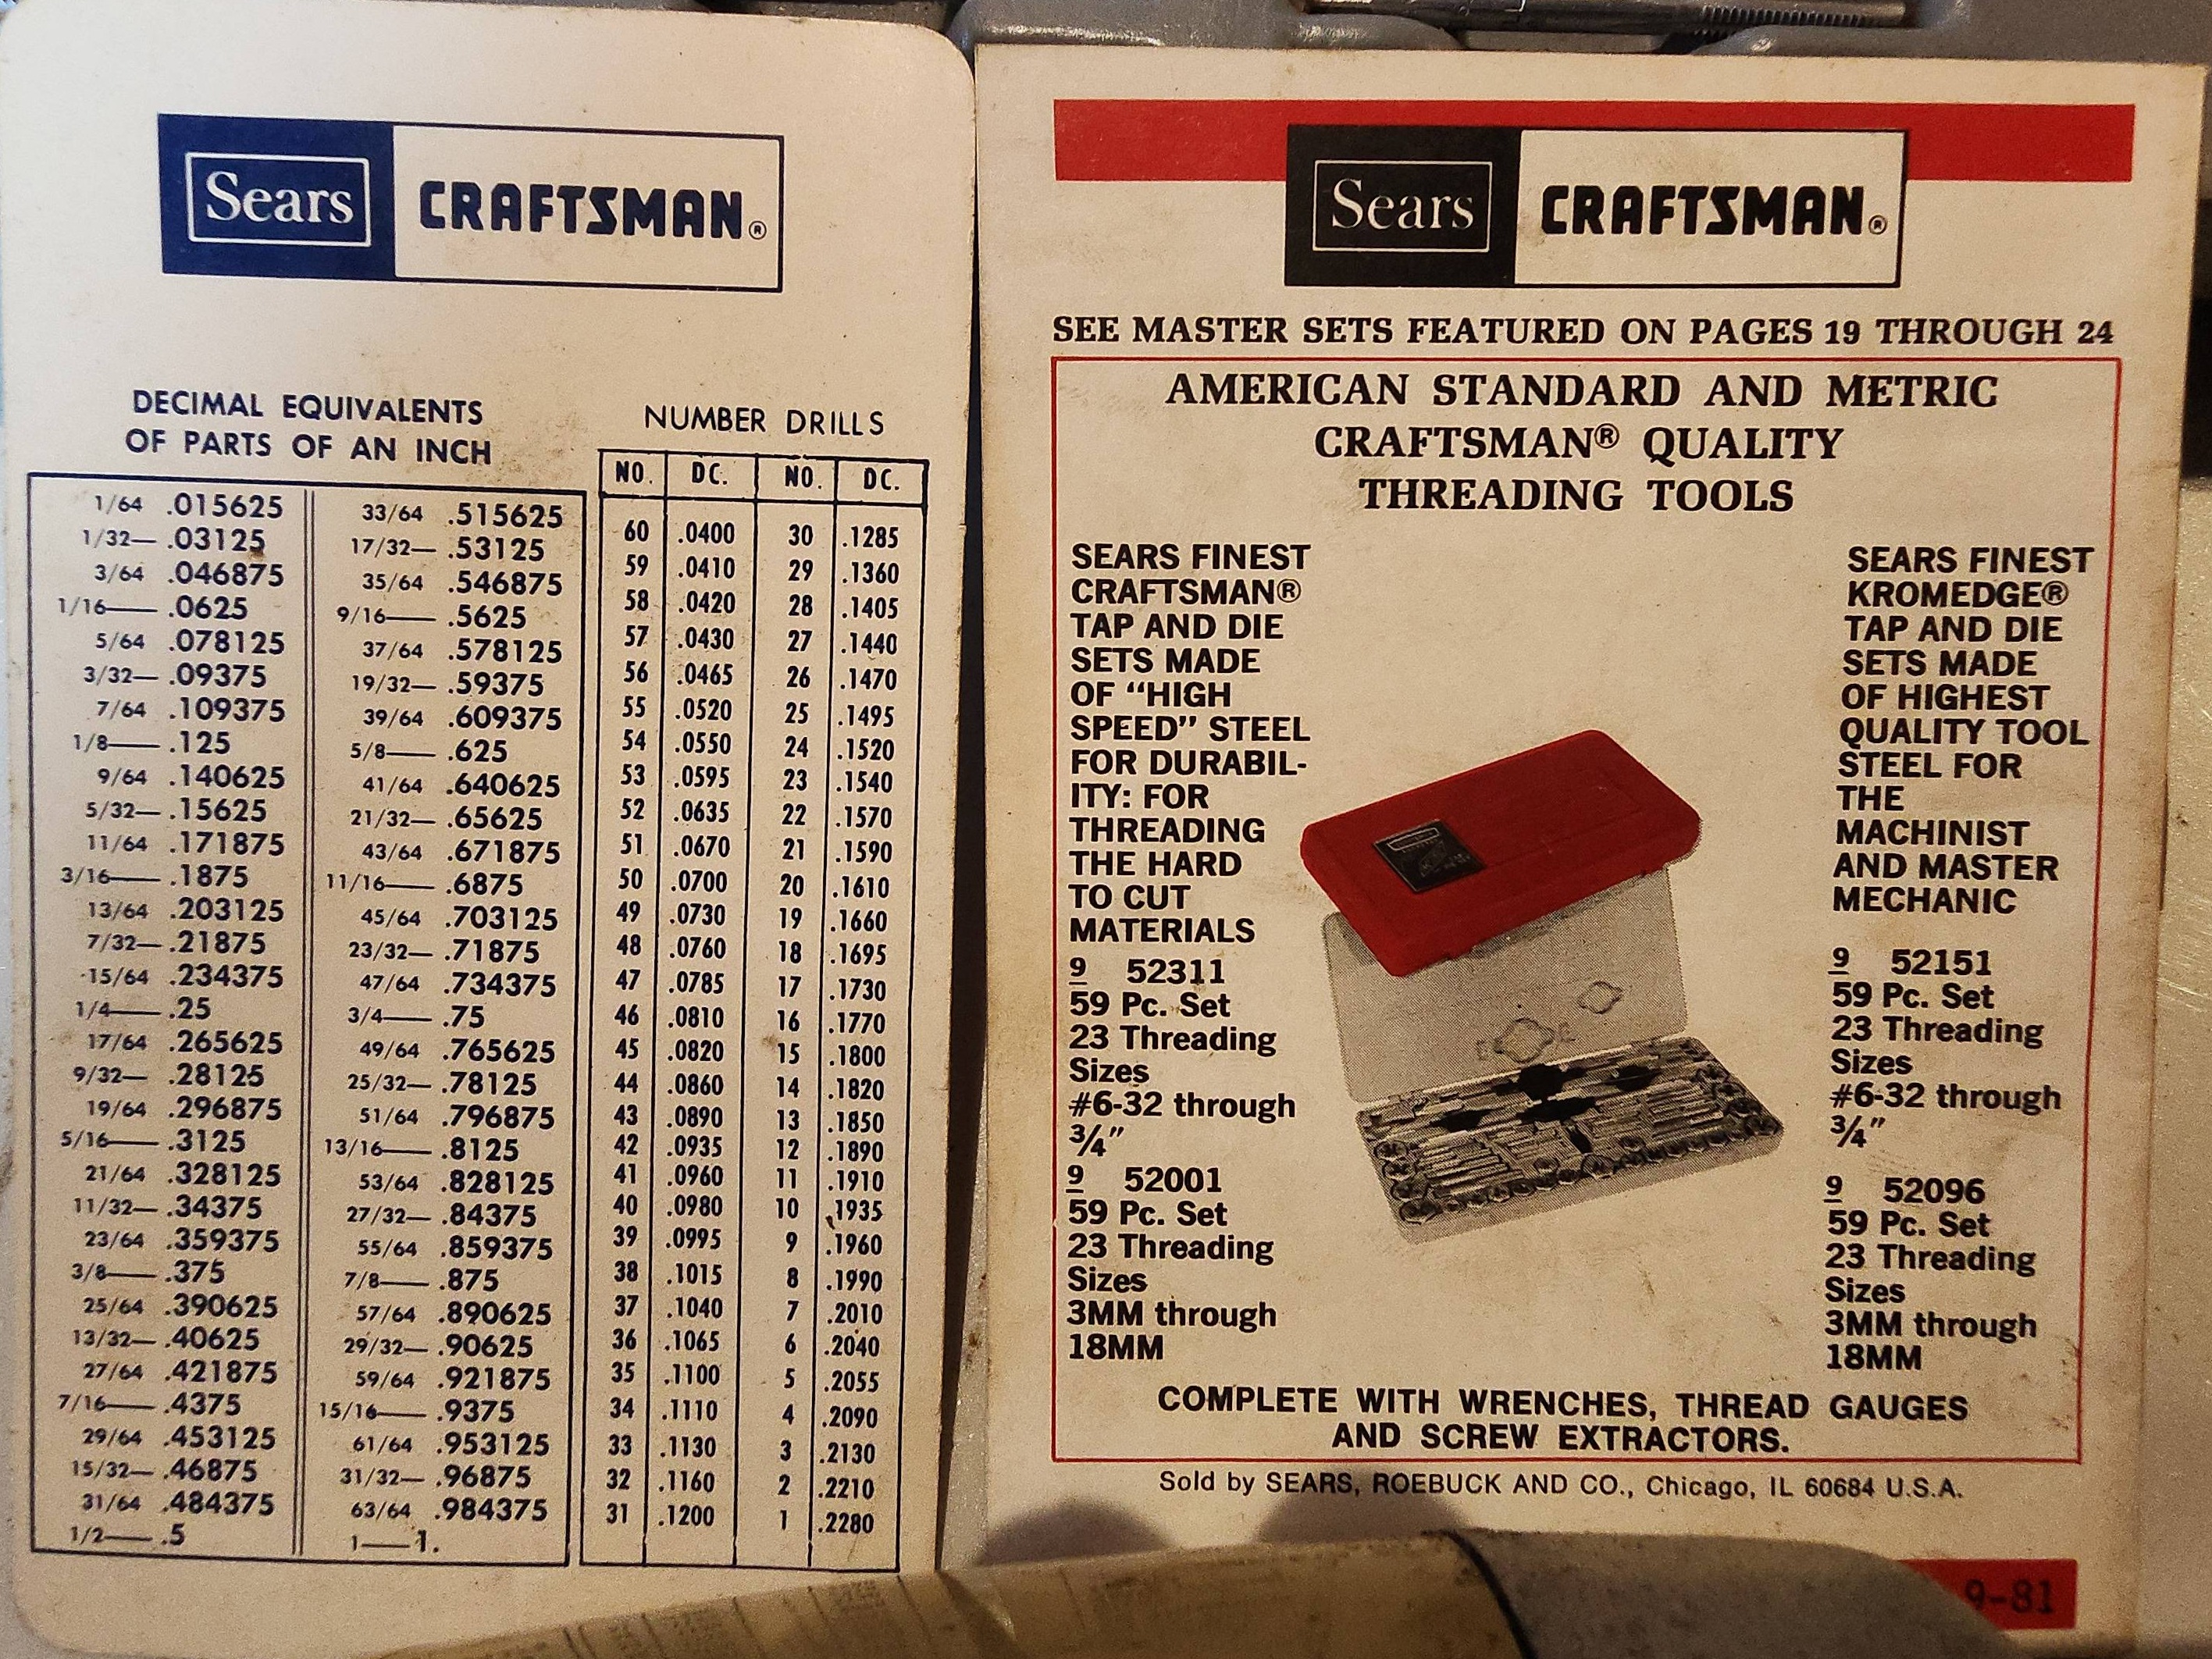 Sears CRAFTSMAN®
DECIMAL EQUIVALENTS
OF PARTS OF AN INCH
1/64 .015625 33/64 .515625
1/32— .03125 17/32— .53125
3/64 .046875 35/64 .546875
1/16— .0625 9/16— .5625
5/64 .078125 37/64 .578125
3/32— .09375 19/32— .59375
7/64 .109375 39/64 .609375
1/8— .125 5/8— .625
9/64 .140625 41/64 .640625
5/32— .15625 21/32— .65625
11/64 .171875 43/64 .671875
3/16— .1875 11/16— .6875
13/64 .203125 45/64 .703125
7/32— .21875 23/32— .71875
15/64 .234375 47/64 .734375
1/4— .25 3/4— .75
17/64 .265625 49/64 .765625
9/32— .28125 25/32— .78125
19/64 .296875 51/64 .796875
5/16— .3125 13/16— .8125
21/64 .328125 53/64 .828125
11/32— .34375 27/32— .84375
23/64 .359375 55/64 .859375
3/8— .375 7/8— .875
25/64 .390625 57/64 .890625
13/32— .40625 29/32— .90625
27/64 .421875 59/64 .921875
7/16— .4375 15/16— .9375
29/64 .453125 61/64 .953125
15/32— .46875 31/32— .96875
31/64 .484375 63/64 .984375
1/2— .5 1— 1.
NUMBER DRILLS
NO. DC. NO. DC.
60 .0400 30 .1285
59 .0410 29 .1360
58 .0420 28 .1405
57 .0430 27 .1440
56 .0465 26 .1470
55 .0520 25 .1495
54 .0550 24 .1520
53 .0595 23 .1540
52 .0635 22 .1570
51 .0670 21 .1590
50 .0700 20 .1610
49 .0730 19 .1660
48 .0760 18 .1695
47 .0785 17 .1730
46 .0810 16 .1770
45 .0820 15 .1800
44 .0860 14 .1820
43 .0890 13 .1850
42 .0935 12 .1890
41 .0960 11 .1910
40 .0980 10 .1935
39 .0995 9 .1960
38 .1015 8 .1990
37 .1040 7 .2010
36 .1065 6 .2040
35 .1100 5 .2055
34 .1110 4 .2090
33 .1130 3 .2130
32 .1160 2 .2210
31 .1200 1 .2280
Sears CRAFTSMAN®
SEE MASTER SETS FEATURED ON PAGES 19 THROUGH 24
AMERICAN STANDARD AND METRIC
CRAFTSMAN® QUALITY
THREADING TOOLS
SEARS FINEST
CRAFTSMAN®
TAP AND DIE
SETS MADE
OF “HIGH
SPEED” STEEL
FOR DURABIL-
ITY: FOR
THREADING
THE HARD
TO CUT
MATERIALS
9 52311
59 Pc. Set
23 Threading
Sizes
#6-32 through
¾″
9 52001
59 Pc. Set
23 Threading
Sizes
3MM through
18MM
SEARS FINEST
KROMEDGE®
TAP AND DIE
SETS MADE
OF HIGHEST
QUALITY TOOL
STEEL FOR
THE
MACHINIST
AND MASTER
MECHANIC
9 52151
59 Pc. Set
23 Threading
Sizes
#6-32 through
¾″
9 52096
59 Pc. Set
23 Threading
Sizes
3MM through
18MM
COMPLETE WITH WRENCHES, THREAD GAUGES
AND SCREW EXTRACTORS.
Sold by SEARS, ROEBUCK AND CO., Chicago, IL 60684 U.S.A.
9-81